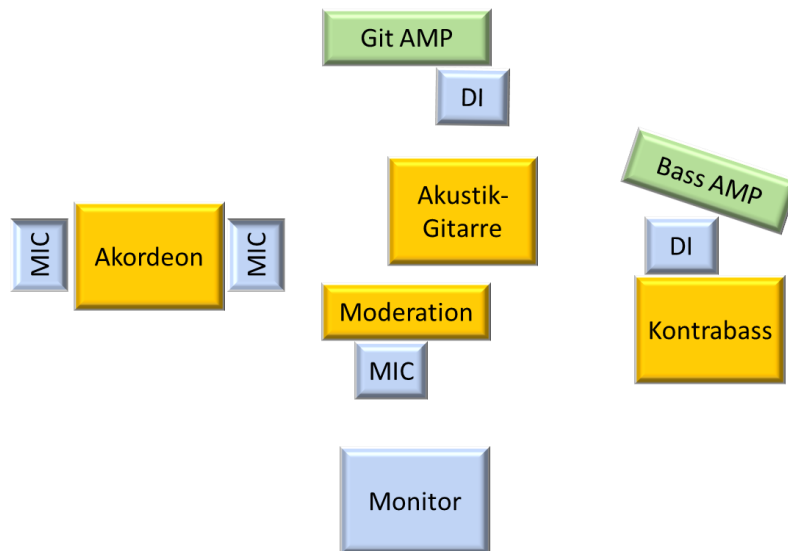 Git AMP
DI
Bass AMP
Akustik-
Gitarre
MIC
Akordeon
MIC
DI
Moderation
Kontrabass
MIC
Monitor